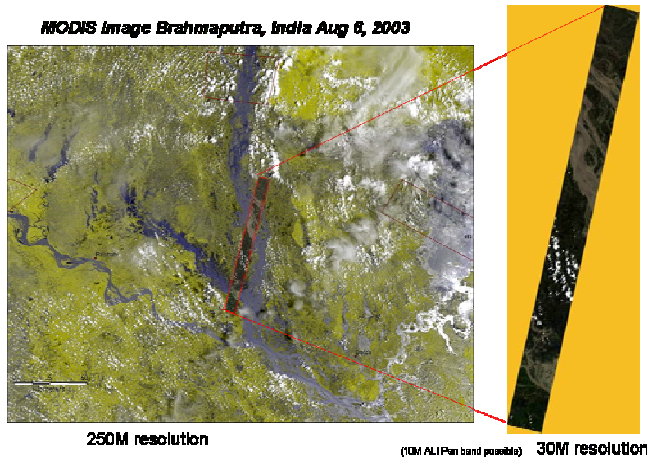 MODIS Image Brahmaputra, India Aug 6, 2003
250M resolution
(10M ALI Pan band possible)
30M resolution